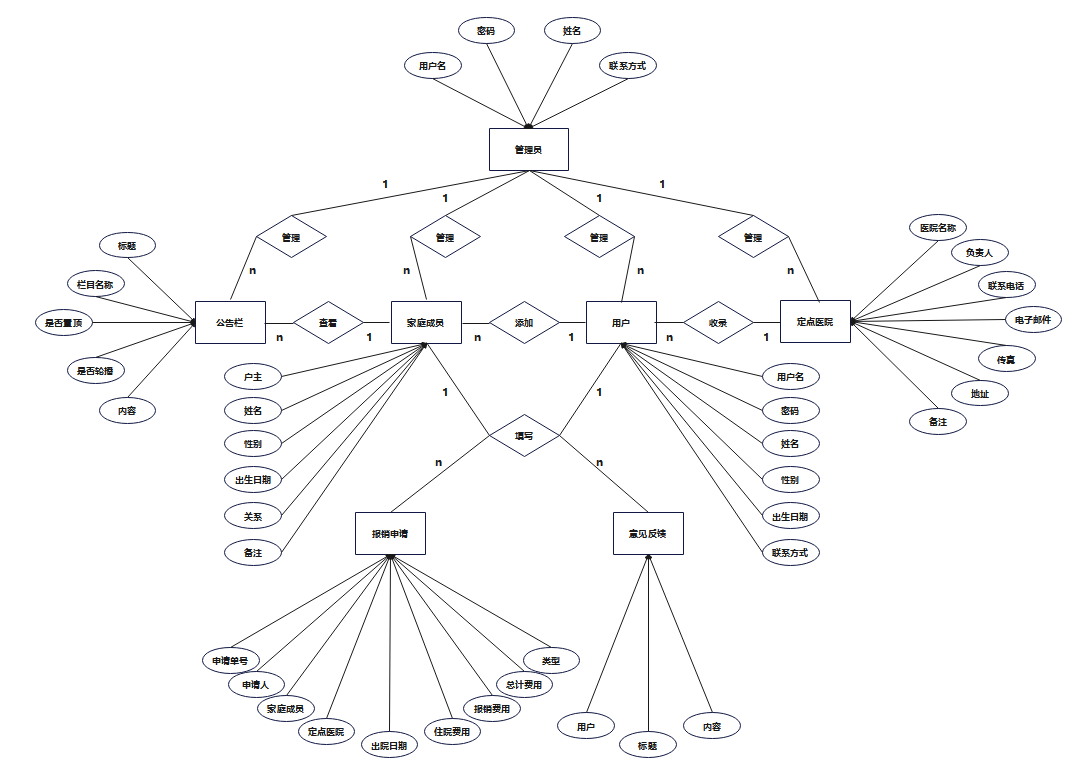 密码
姓名
用户名
联系方式
管理员
1
1
1
1
管理
管理
管理
管理
n
n
n
n
标题
栏目名称
是否置顶
是否轮播
内容
医院名称
负责人
联系电话
电子邮件
传真
地址
备注
公告栏
查看
家庭成员
添加
用户
收录
定点医院
n
1
n
1
n
1
户主
姓名
性别
出生日期
关系
备注
1
1
填写
n
n
用户名
密码
姓名
性别
出生日期
联系方式
报销申请
意见反馈
申请单号
申请人
家庭成员
定点医院
出院日期
住院费用
报销费用
总计费用
类型
用户
标题
内容